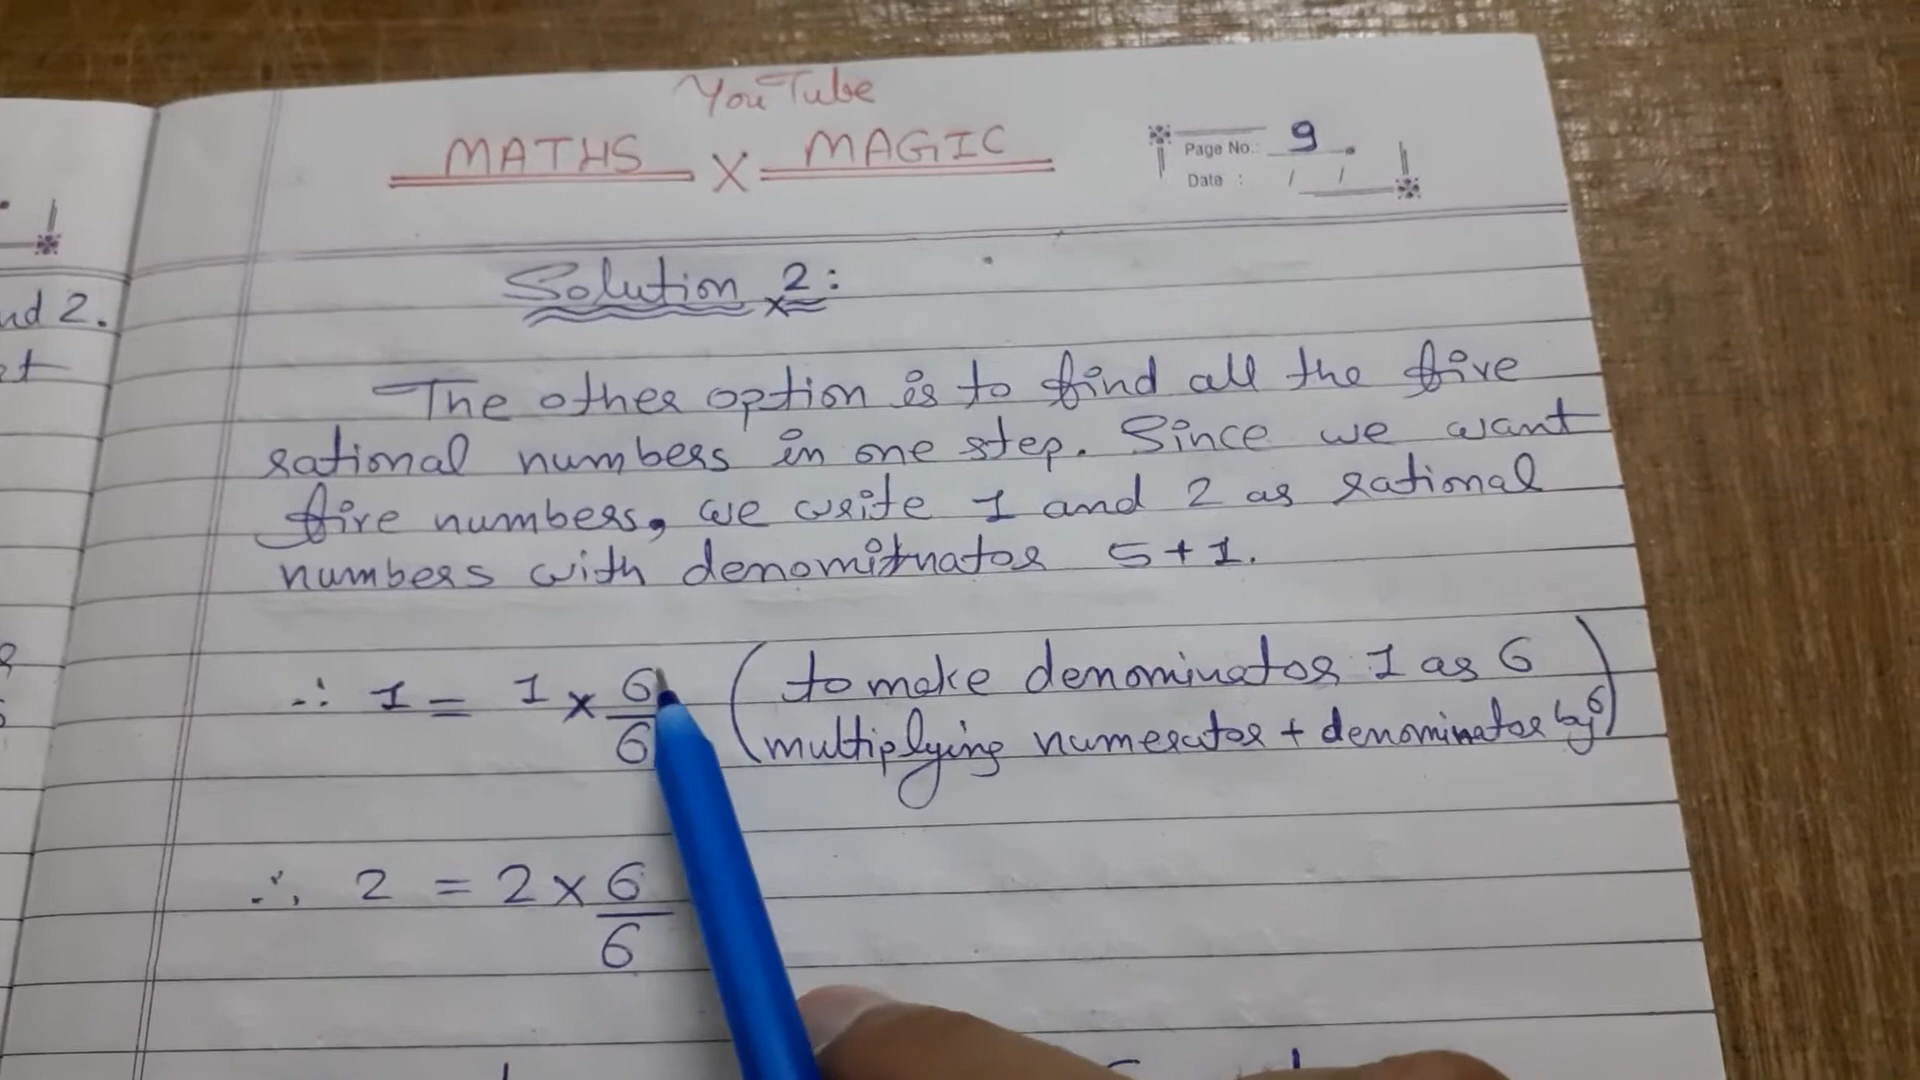 YouTube
MATHS X MAGIC
Page No.: 9.
Date : / /
nd 2.
Solution 2:
The other option is to find all the five
rational numbers in one step. Since we want
five numbers, we write 1 and 2 as rational
numbers with denominator 5+1.
∴ 1 = 1 × 6/6 (to make denominator 1 as 6
multiplying numerator + denominator by 6)
∴ 2 = 2 × 6/6